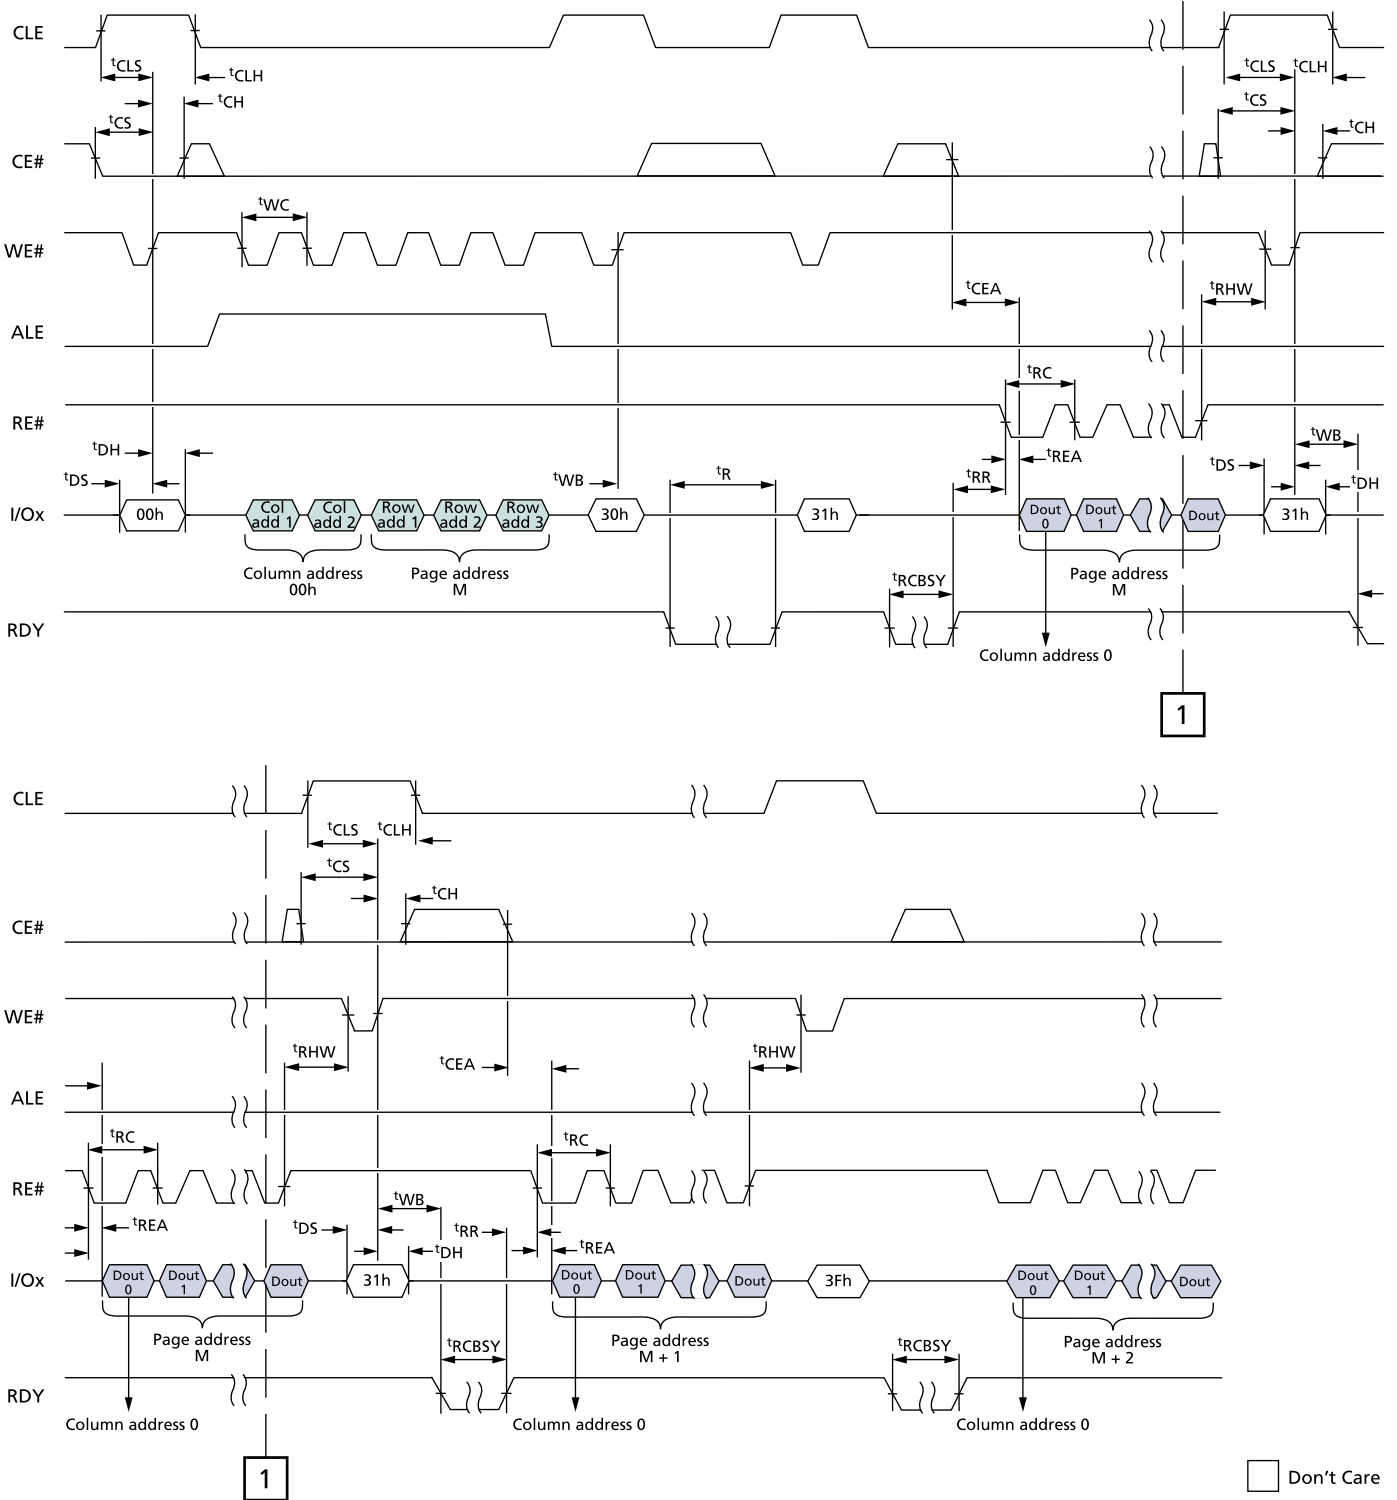 CLE
tCLS
tCLH
tCLS
tCLH
tCH
tCS
tCS
tCH
CE#
tWC
WE#
tCEA
tRHW
ALE
tRC
RE#
tWB
tDH
tREA
tDS
tWB
tR
tRR
tDS
tDH
I/Ox
00h
Col add 1
Col add 2
Row add 1
Row add 2
Row add 3
30h
31h
Dout 0
Dout 1
Dout
31h
Column address
00h
Page address
M
tRCBSY
Page address
M
RDY
Column address 0
1
CLE
tCLS
tCLH
tCS
tCH
CE#
WE#
tRHW
tCEA
tRHW
ALE
tRC
tRC
RE#
tWB
tREA
tDS
tRR
tDH
tREA
I/Ox
Dout 0
Dout 1
Dout
31h
Dout 0
Dout 1
Dout
3Fh
Dout 0
Dout 1
Dout
Page address
M
tRCBSY
Page address
M + 1
tRCBSY
Page address
M + 2
RDY
Column address 0
Column address 0
Column address 0
1
Don't Care